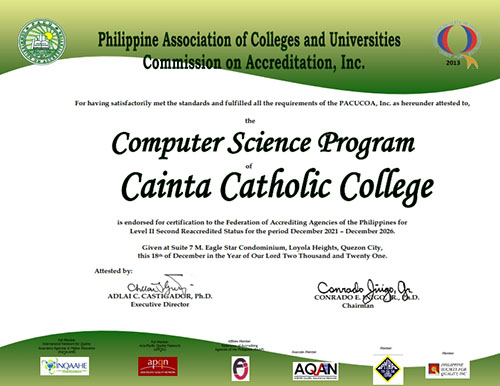 Philippine Association of Colleges and Universities
Commission on Accreditation, Inc.
2013
For having satisfactorily met the standards and fulfilled all the requirements of the PACUCOA, Inc. as hereunder attested to,
the
Computer Science Program
of
Cainta Catholic College
is endorsed for certification to the Federation of Accrediting Agencies of the Philippines for
Level II Second Reaccredited Status for the period December 2021 – December 2026.
Given at Suite 7 M. Eagle Star Condominium, Loyola Heights, Quezon City,
this 18th of December in the Year of Our Lord Two Thousand and Twenty One.
Attested by:
ADLAI C. CASTIGADOR, Ph.D.
Executive Director
CONRADO E. IÑIGO, JR., Ph.D.
Chairman
INQAAHE
apqn
AQAN
PHILIPPINE
SOCIETY FOR
QUALITY, INC